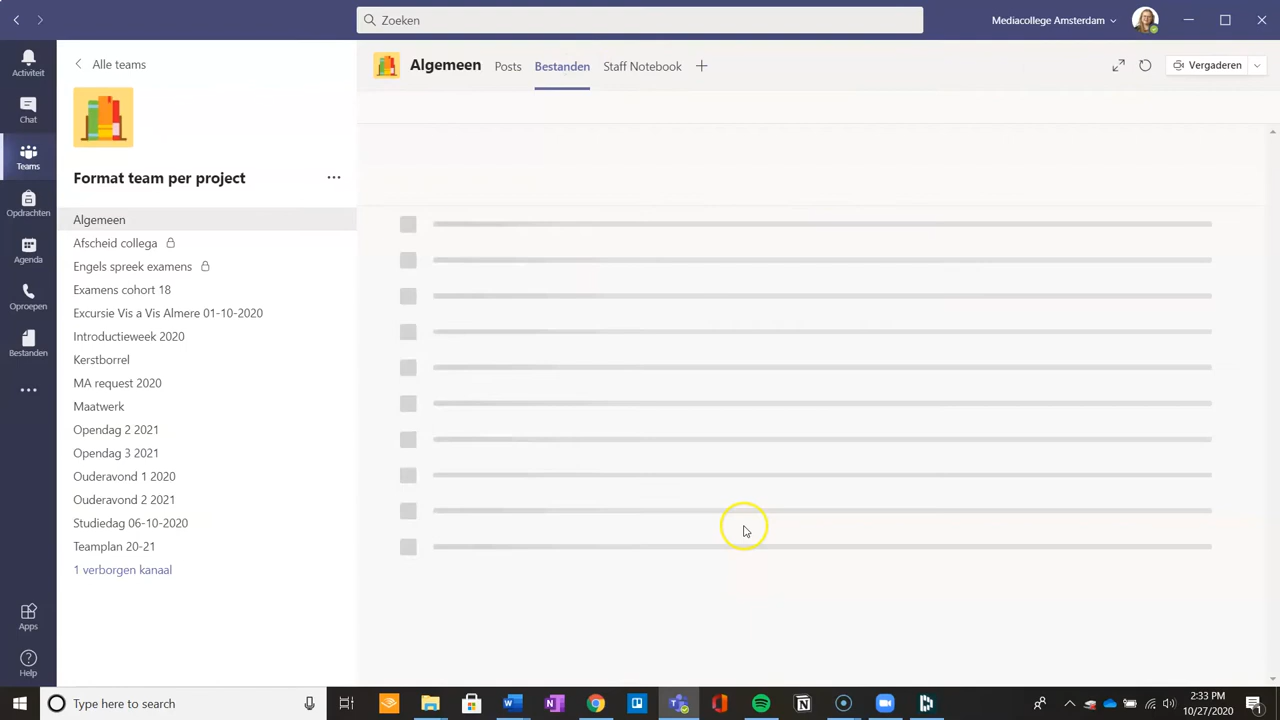 Zoeken
Mediacollege Amsterdam
Activiteit
Chat
Teams
Opdrachten
Agenda
Oproepen
Bestanden
Apps
Help
Alle teams
Format team per project
Algemeen
Afscheid collega
Engels spreek examens
Examens cohort 18
Excursie Vis a Vis Almere 01-10-2020
Introductieweek 2020
Kerstborrel
MA request 2020
Maatwerk
Opendag 2 2021
Opendag 3 2021
Ouderavond 1 2020
Ouderavond 2 2021
Studiedag 06-10-2020
Teamplan 20-21
1 verborgen kanaal
Algemeen Posts Bestanden Staff Notebook
Vergaderen
Type here to search
2:33 PM
10/27/2020